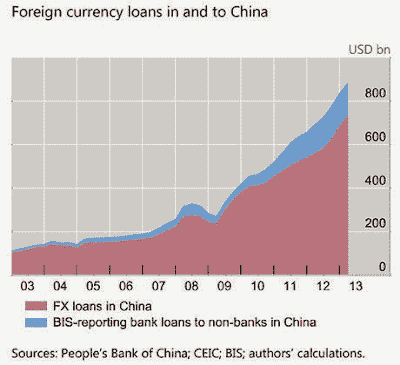 Foreign currency loans in and to China
USD bn
800
600
400
200
0
03 04 05 06 07 08 09 10 11 12 13
FX loans in China
BIS-reporting bank loans to non-banks in China
Sources: People's Bank of China; CEIC; BIS; authors' calculations.